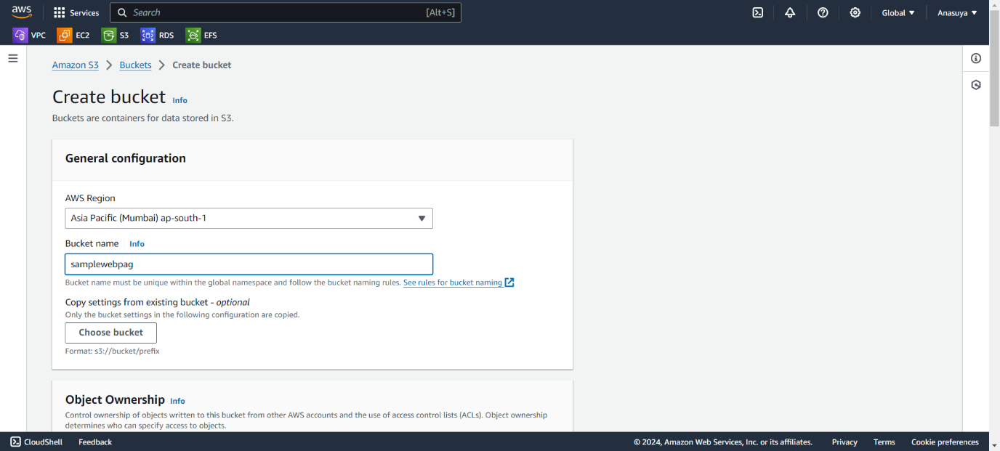 aws Services Search [Alt+S] Global Anasuya
VPC EC2 S3 RDS EFS
Amazon S3 Buckets Create bucket
Create bucket Info
Buckets are containers for data stored in S3.
General configuration
AWS Region
Asia Pacific (Mumbai) ap-south-1
Bucket name Info
samplewebpag
Bucket name must be unique within the global namespace and follow the bucket naming rules. See rules for bucket naming
Copy settings from existing bucket - optional
Only the bucket settings in the following configuration are copied.
Choose bucket
Format: s3://bucket/prefix
Object Ownership Info
Control ownership of objects written to this bucket from other AWS accounts and the use of access control lists (ACLs). Object ownership
determines who can specify access to objects.
CloudShell Feedback © 2024, Amazon Web Services, Inc. or its affiliates. Privacy Terms Cookie preferences